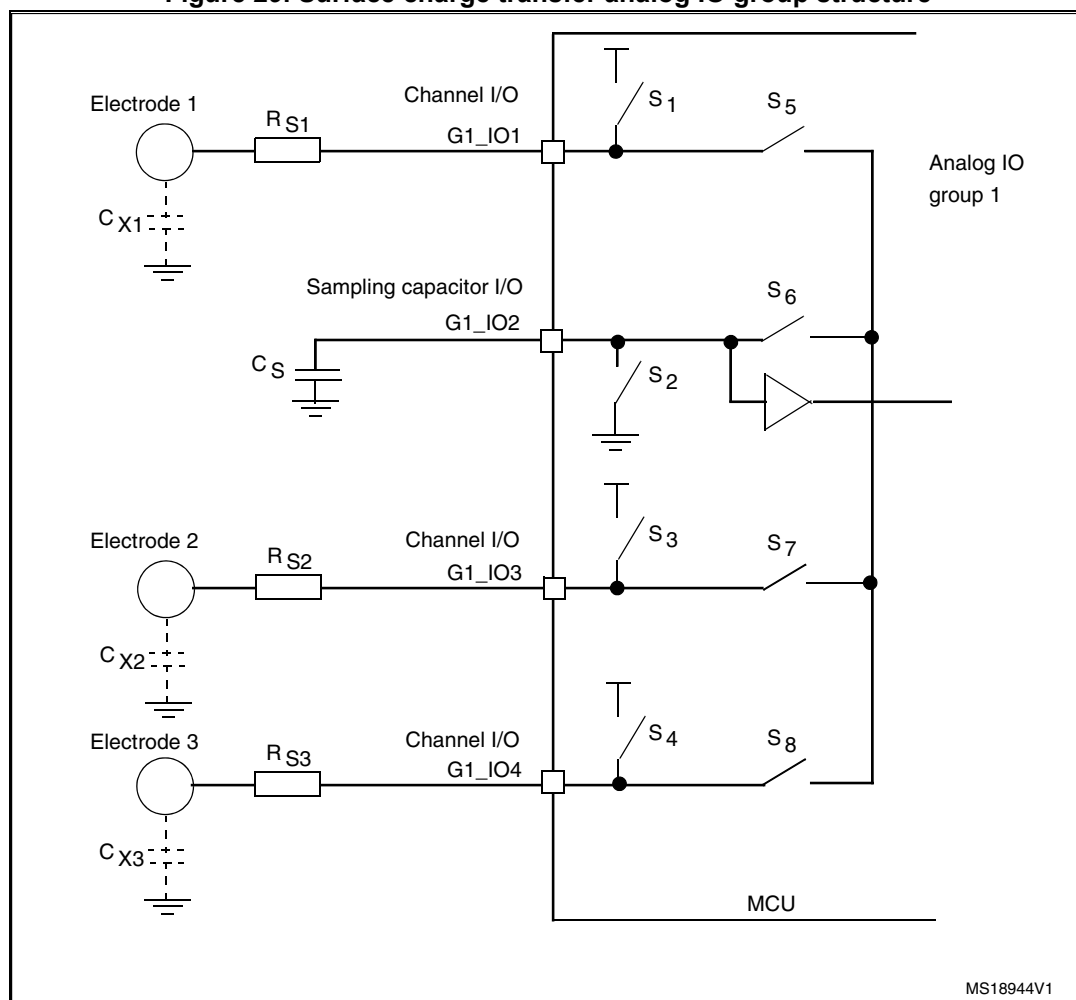 Figure 29. Surface charge transfer analog IO group structure
Electrode 1
R S1
Channel I/O
G1_IO1
S 1
S 5
Analog IO
group 1
C X1
Sampling capacitor I/O
G1_IO2
S 6
C S
S 2
Electrode 2
R S2
Channel I/O
G1_IO3
S 3
S 7
C X2
Electrode 3
R S3
Channel I/O
G1_IO4
S 4
S 8
C X3
MCU
MS18944V1